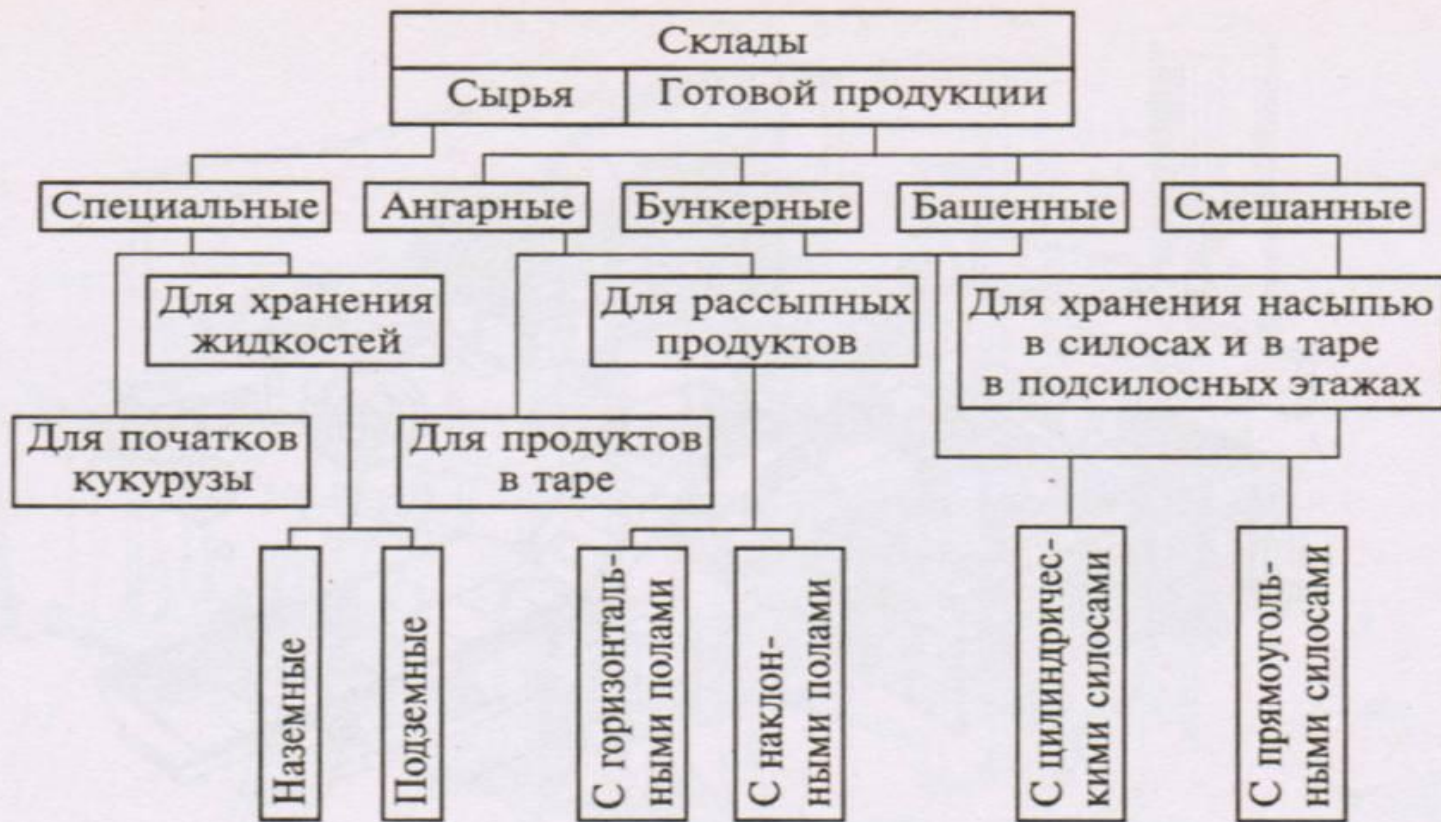 Склады
Сырья
Готовой продукции
Специальные
Ангарные
Бункерные
Башенные
Смешанные
Для хранения
жидкостей
Для рассыпных
продуктов
Для хранения насыпью
в силосах и в таре
в подсилосных этажах
Для початков
кукурузы
Для продуктов
в таре
Наземные
Подземные
С горизонталь-
ными полами
С наклон-
ными полами
С цилиндричес-
кими силосами
С прямоуголь-
ными силосами